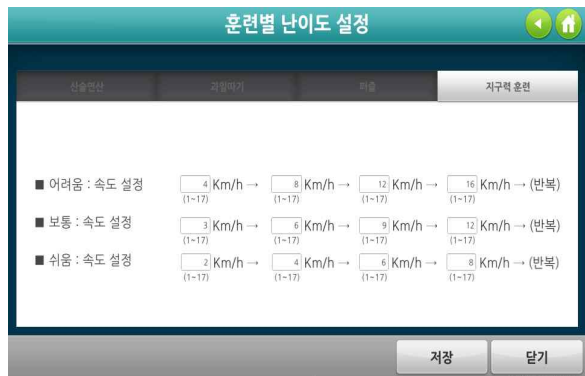 훈련별 난이도 설정
산술연산 과일따기 퍼즐 지구력 훈련
■ 어려움 : 속도 설정 4 Km/h → 8 Km/h → 12 Km/h → 16 Km/h → (반복)
(1~17) (1~17) (1~17) (1~17)
■ 보통 : 속도 설정 3 Km/h → 6 Km/h → 9 Km/h → 12 Km/h → (반복)
(1~17) (1~17) (1~17) (1~17)
■ 쉬움 : 속도 설정 2 Km/h → 4 Km/h → 6 Km/h → 8 Km/h → (반복)
(1~17) (1~17) (1~17) (1~17)
저장 닫기